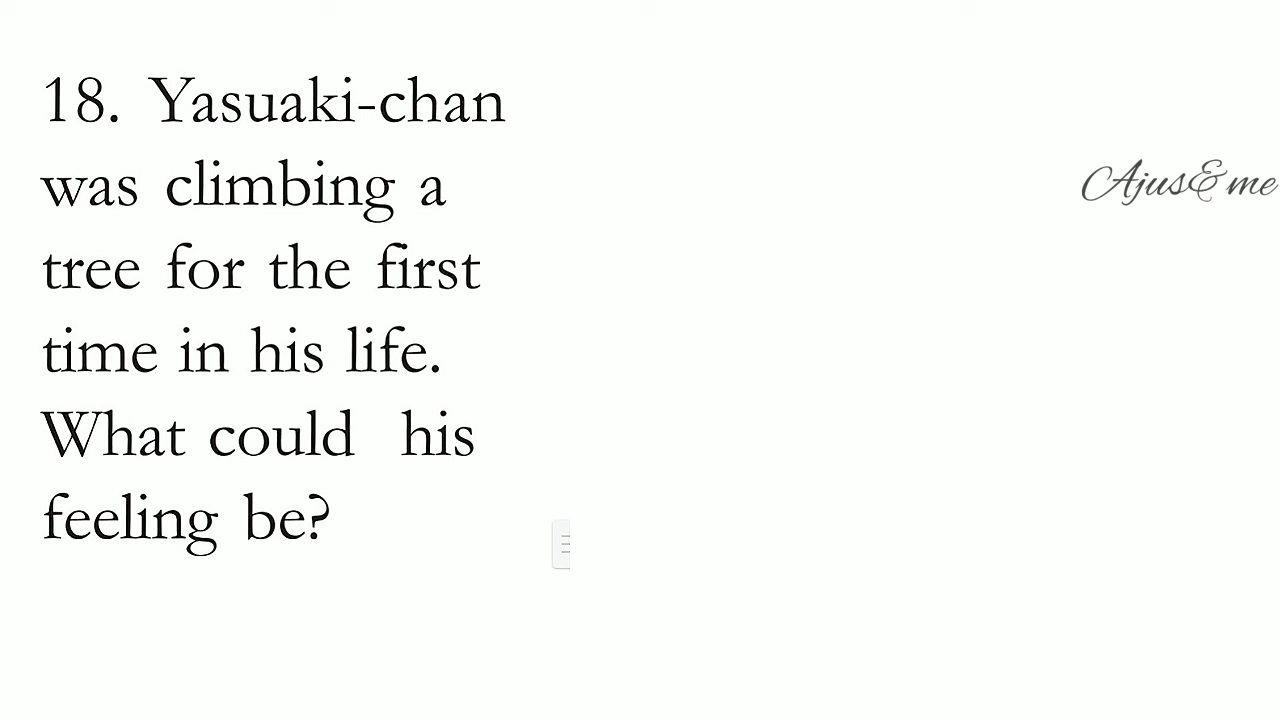 18. Yasuaki-chan
was climbing a
tree for the first
time in his life.
What could his
feeling be?
Ajus& me